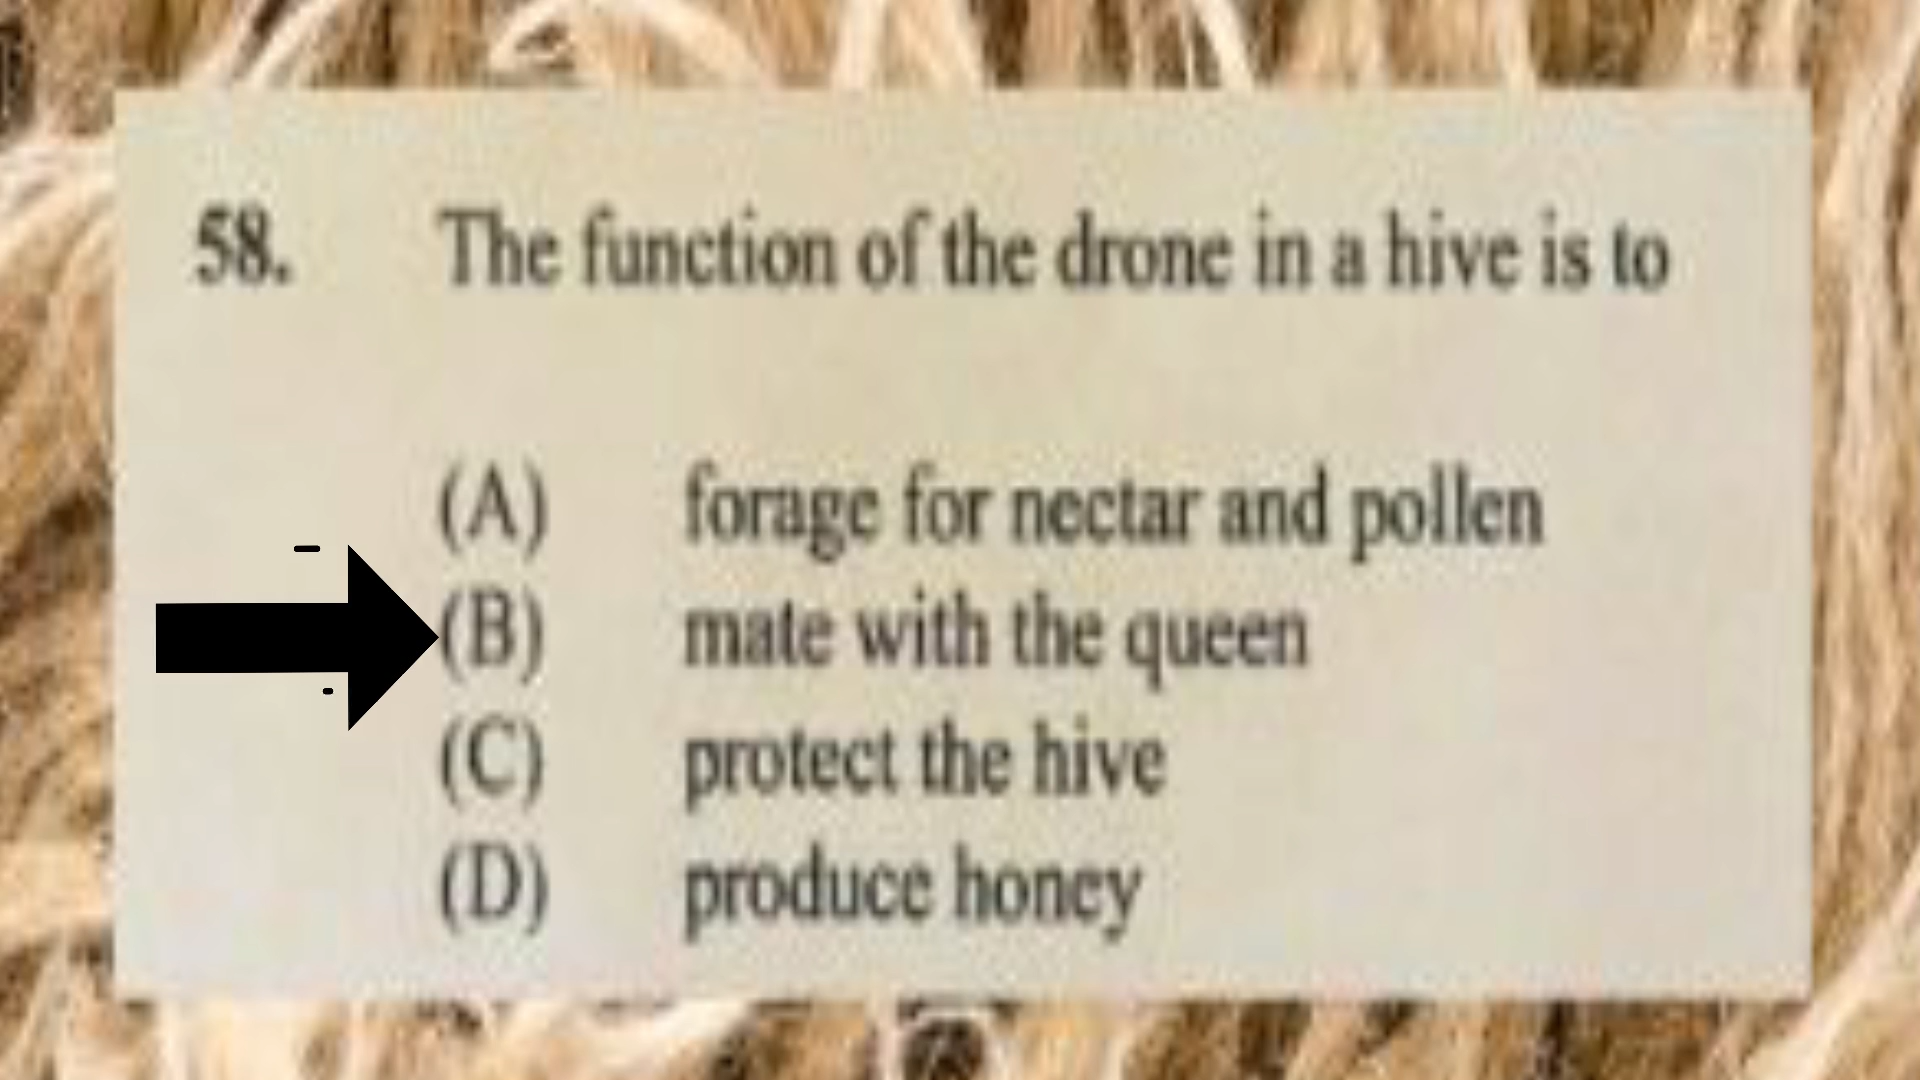 58. The function of the drone in a hive is to
(A) forage for nectar and pollen
(B) mate with the queen
(C) protect the hive
(D) produce honey